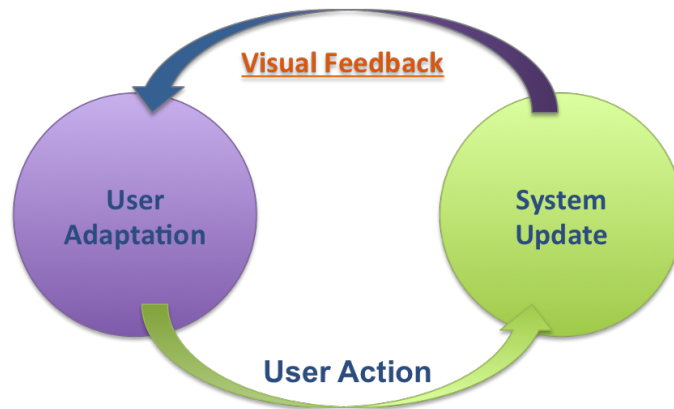 Visual Feedback
User
Adaptation
System
Update
User Action